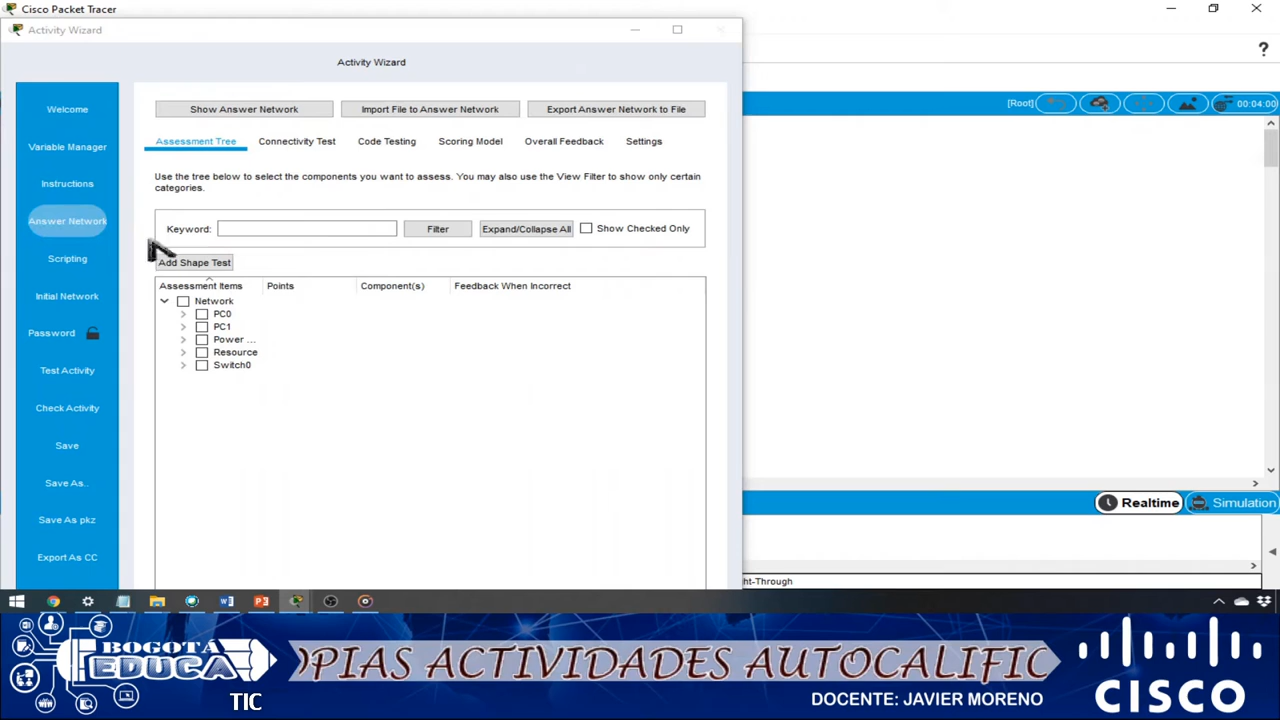 Cisco Packet Tracer
Activity Wizard
Activity Wizard
Welcome
Variable Manager
Instructions
Answer Network
Scripting
Initial Network
Password
Test Activity
Check Activity
Save
Save As..
Save As pkz
Export As CC
Show Answer Network
Import File to Answer Network
Export Answer Network to File
Assessment Tree
Connectivity Test
Code Testing
Scoring Model
Overall Feedback
Settings
Use the tree below to select the components you want to assess. You may also use the View Filter to show only certain
categories.
Keyword:
Filter
Expand/Collapse All
Show Checked Only
Add Shape Test
Assessment Items
Points
Component(s)
Feedback When Incorrect
Network
PC0
PC1
Power ...
Resource
Switch0
?
[Root]
00:04:00
Realtime
Simulation
ht-Through
BOGOTÁ
EDUCA
TIC
OPIAS ACTIVIDADES AUTOCALIFIC
DOCENTE: JAVIER MORENO
CISCO